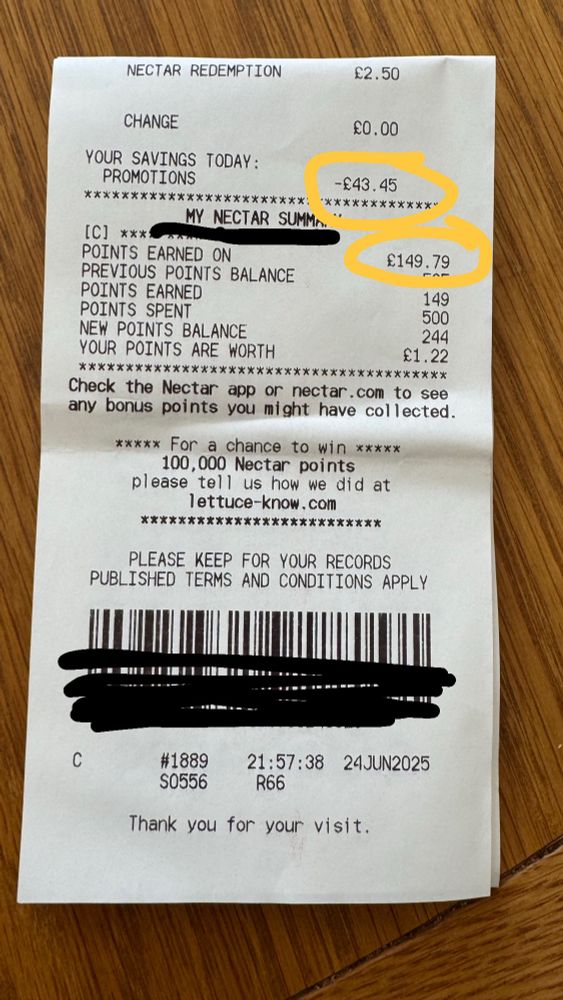 NECTAR REDEMPTION £2.50
CHANGE £0.00
YOUR SAVINGS TODAY:
PROMOTIONS -£43.45
****************************************
MY NECTAR SUMMARY
[C] ****
POINTS EARNED ON £149.79
PREVIOUS POINTS BALANCE
POINTS EARNED 149
POINTS SPENT 500
NEW POINTS BALANCE 244
YOUR POINTS ARE WORTH £1.22
****************************************
Check the Nectar app or nectar.com to see
any bonus points you might have collected.
***** For a chance to win *****
100,000 Nectar points
please tell us how we did at
lettuce-know.com
**************************
PLEASE KEEP FOR YOUR RECORDS
PUBLISHED TERMS AND CONDITIONS APPLY
C #1889 21:57:38 24JUN2025
S0556 R66
Thank you for your visit.